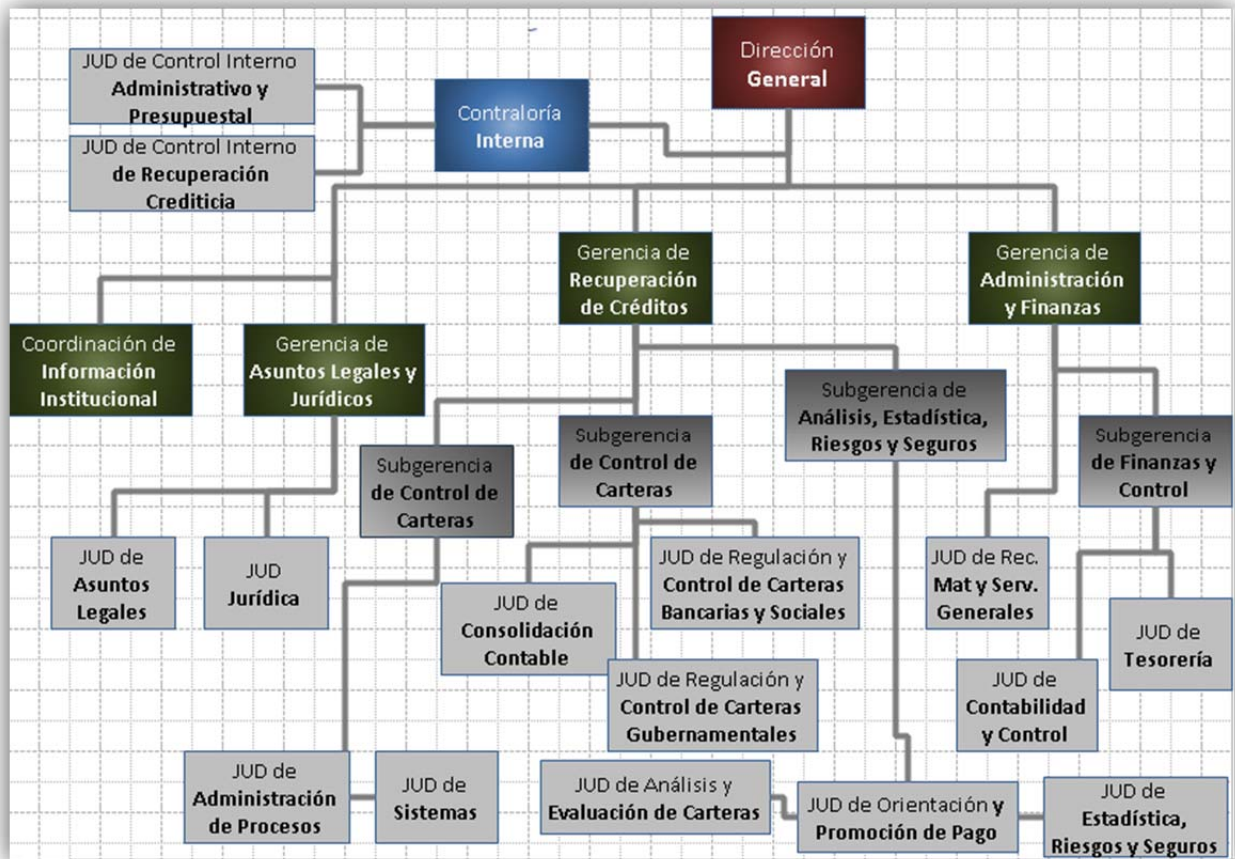 Dirección
General
JUD de Control Interno
Administrativo y
Presupuestal
Contraloría
Interna
JUD de Control Interno
de Recuperación
Crediticia
Gerencia de
Recuperación
de Créditos
Gerencia de
Administración
y Finanzas
Coordinación de
Información
Institucional
Gerencia de
Asuntos Legales y
Jurídicos
Subgerencia de
Análisis, Estadística,
Riesgos y Seguros
Subgerencia
de Control de
Carteras
Subgerencia
de Control de
Carteras
Subgerencia
de Finanzas y
Control
JUD de
Asuntos
Legales
JUD
Jurídica
JUD de Regulación y
Control de Carteras
Bancarias y Sociales
JUD de Rec.
Mat y Serv.
Generales
JUD de
Consolidación
Contable
JUD de
Tesorería
JUD de Regulación y
Control de Carteras
Gubernamentales
JUD de
Contabilidad
y Control
JUD de
Administración
de Procesos
JUD de
Sistemas
JUD de Análisis y
Evaluación de Carteras
JUD de Orientación y
Promoción de Pago
JUD de
Estadística,
Riesgos y Seguros